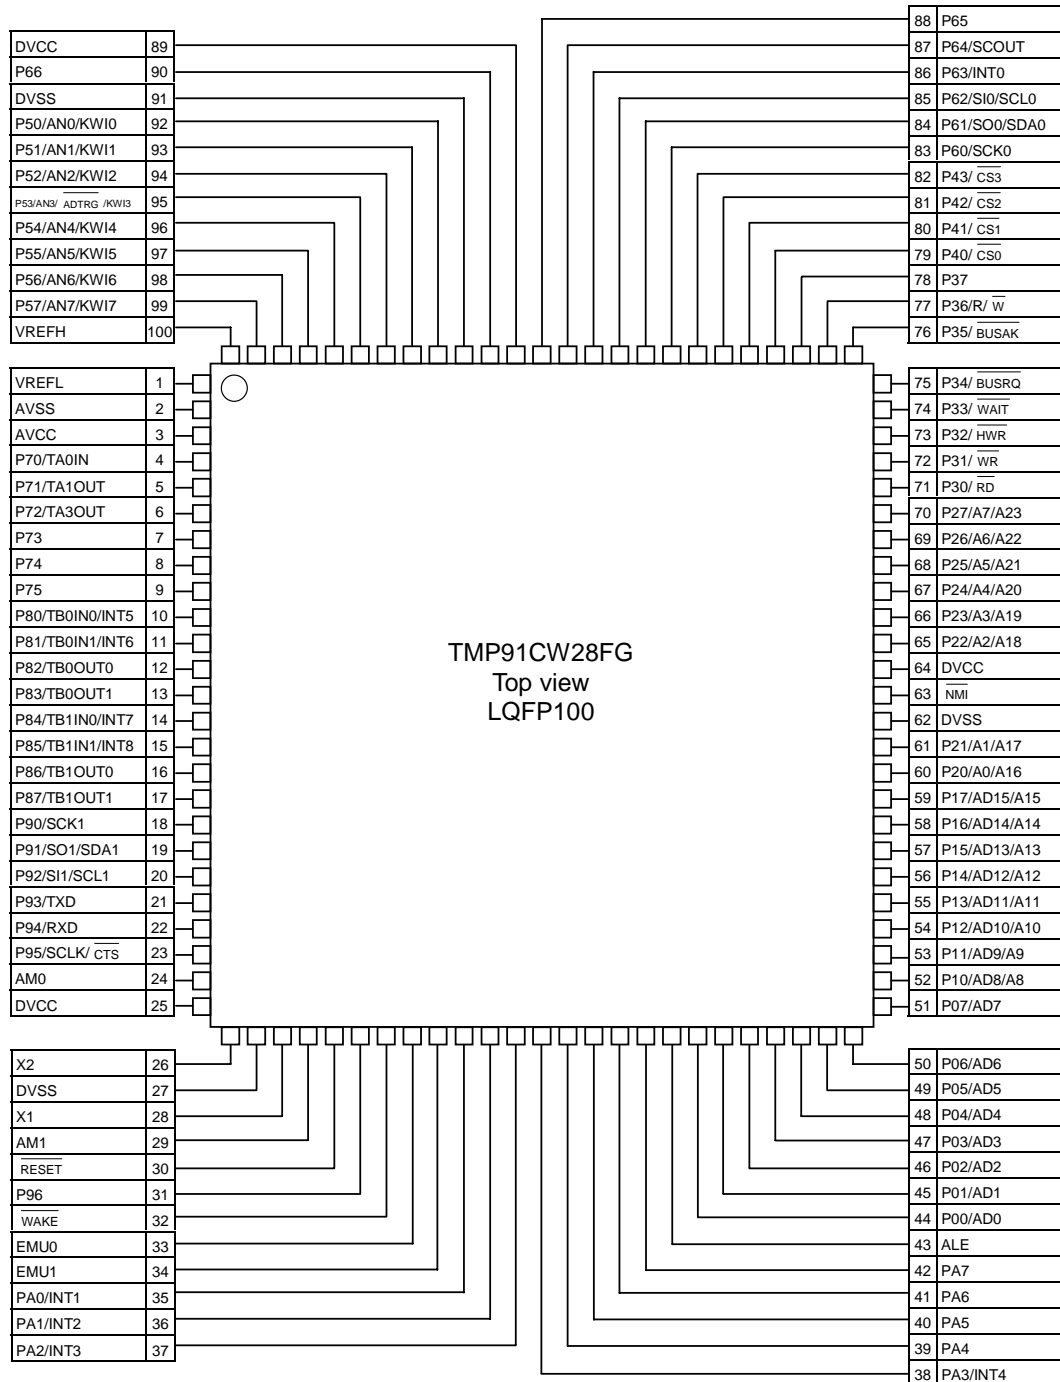 88 P65
87 P64/SCOUT
86 P63/INT0
85 P62/SI0/SCL0
84 P61/SO0/SDA0
83 P60/SCK0
82 P43/ CS3
81 P42/ CS2
80 P41/ CS1
79 P40/ CS0
78 P37
77 P36/R/ W
76 P35/ BUSAK
DVCC 89
P66 90
DVSS 91
P50/AN0/KWI0 92
P51/AN1/KWI1 93
P52/AN2/KWI2 94
P53/AN3/ ADTRG /KWI3 95
P54/AN4/KWI4 96
P55/AN5/KWI5 97
P56/AN6/KWI6 98
P57/AN7/KWI7 99
VREFH 100
VREFL 1
AVSS 2
AVCC 3
P70/TA0IN 4
P71/TA1OUT 5
P72/TA3OUT 6
P73 7
P74 8
P75 9
P80/TB0IN0/INT5 10
P81/TB0IN1/INT6 11
P82/TB0OUT0 12
P83/TB0OUT1 13
P84/TB1IN0/INT7 14
P85/TB1IN1/INT8 15
P86/TB1OUT0 16
P87/TB1OUT1 17
P90/SCK1 18
P91/SO1/SDA1 19
P92/SI1/SCL1 20
P93/TXD 21
P94/RXD 22
P95/SCLK/ CTS 23
AM0 24
DVCC 25
TMP91CW28FG
Top view
LQFP100
75 P34/ BUSRQ
74 P33/ WAIT
73 P32/ HWR
72 P31/ WR
71 P30/ RD
70 P27/A7/A23
69 P26/A6/A22
68 P25/A5/A21
67 P24/A4/A20
66 P23/A3/A19
65 P22/A2/A18
64 DVCC
63 NMI
62 DVSS
61 P21/A1/A17
60 P20/A0/A16
59 P17/AD15/A15
58 P16/AD14/A14
57 P15/AD13/A13
56 P14/AD12/A12
55 P13/AD11/A11
54 P12/AD10/A10
53 P11/AD9/A9
52 P10/AD8/A8
51 P07/AD7
X2 26
DVSS 27
X1 28
AM1 29
RESET 30
P96 31
WAKE 32
EMU0 33
EMU1 34
PA0/INT1 35
PA1/INT2 36
PA2/INT3 37
50 P06/AD6
49 P05/AD5
48 P04/AD4
47 P03/AD3
46 P02/AD2
45 P01/AD1
44 P00/AD0
43 ALE
42 PA7
41 PA6
40 PA5
39 PA4
38 PA3/INT4